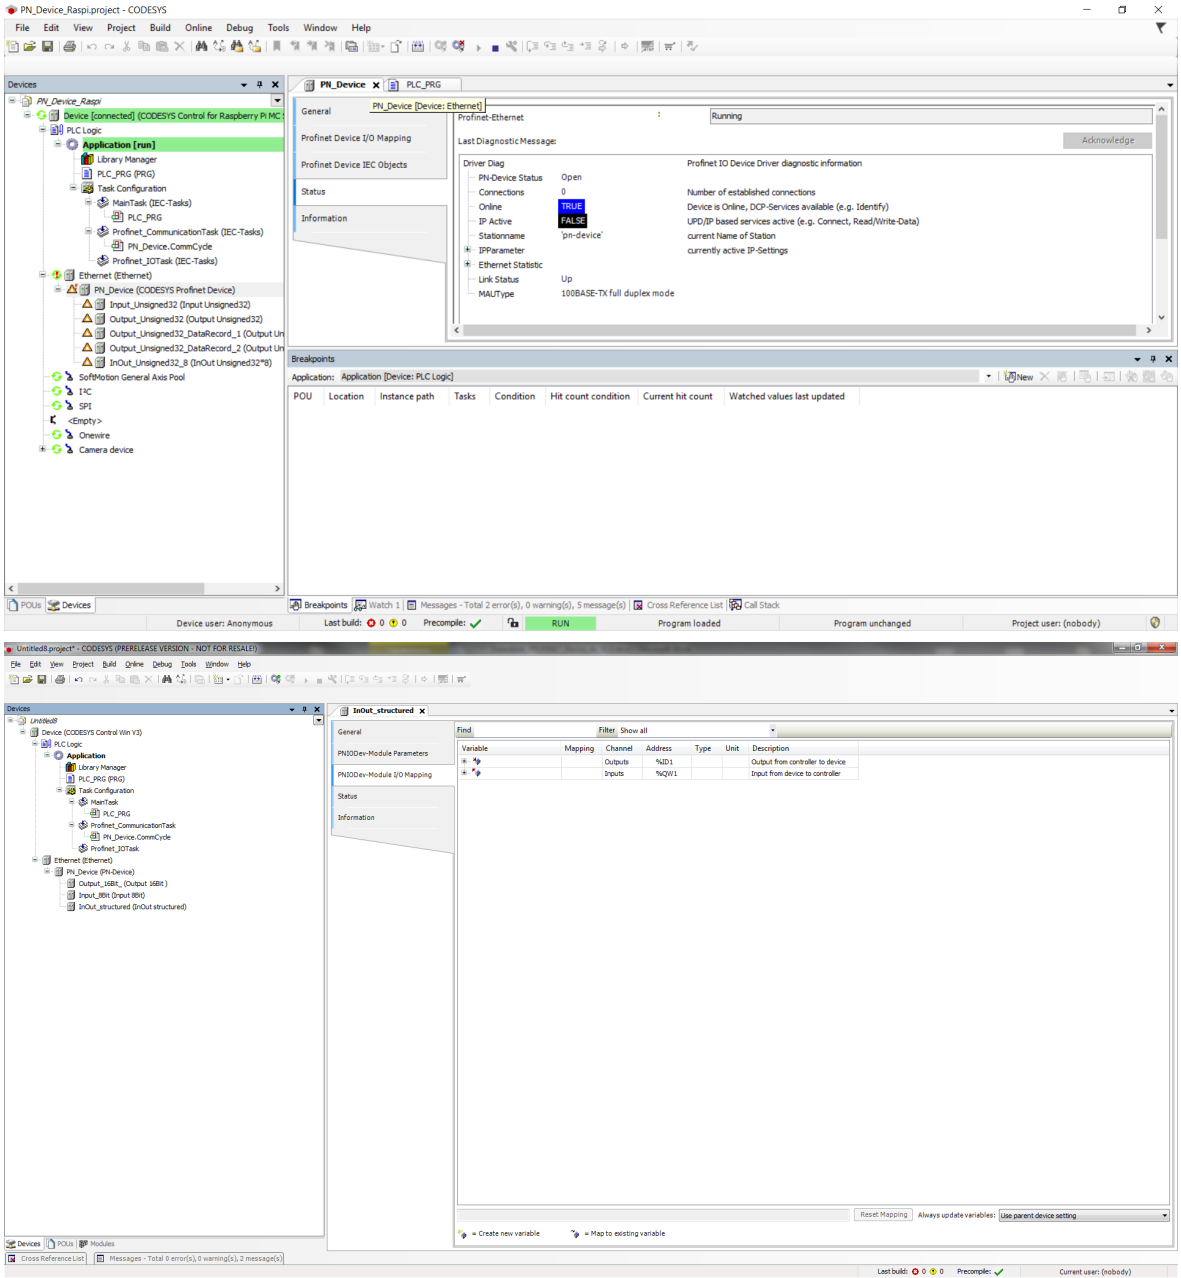 PN_Device_Raspi.project - CODESYS
File Edit View Project Build Online Debug Tools Window Help
Devices
PN_Device_Raspi
Device [connected] (CODESYS Control for Raspberry Pi MC
PLC Logic
Application [run]
Library Manager
PLC_PRG (PRG)
Task Configuration
MainTask (IEC-Tasks)
PLC_PRG
Profinet_CommunicationTask (IEC-Tasks)
PN_Device.CommCycle
Profinet_IOTask (IEC-Tasks)
Ethernet (Ethernet)
PN_Device (CODESYS Profinet Device)
Input_Unsigned32 (Input Unsigned32)
Output_Unsigned32 (Output Unsigned32)
Output_Unsigned32_DataRecord_1 (Output Un
Output_Unsigned32_DataRecord_2 (Output Un
InOut_Unsigned32_8 (InOut Unsigned32*8)
SoftMotion General Axis Pool
I²C
SPI
<Empty>
Onewire
Camera device
POUs Devices
PN_Device PLC_PRG
PN_Device [Device: Ethernet]
General
Profinet Device I/O Mapping
Profinet Device IEC Objects
Status
Information
Profinet-Ethernet : Running
Last Diagnostic Message: Acknowledge
Driver Diag Profinet IO Device Driver diagnostic information
PN-Device Status Open
Connections 0 Number of established connections
Online TRUE Device is Online, DCP-Services available (e.g. Identify)
IP Active FALSE UPD/IP based services active (e.g. Connect, Read/Write-Data)
Stationname 'pn-device' current Name of Station
IPParameter currently active IP-Settings
Ethernet Statistic
Link Status Up
MAUType 100BASE-TX full duplex mode
Breakpoints
Application: Application [Device: PLC Logic] New
POU Location Instance path Tasks Condition Hit count condition Current hit count Watched values last updated
Breakpoints Watch 1 Messages - Total 2 error(s), 0 warning(s), 5 message(s) Cross Reference List Call Stack
Device user: Anonymous Last build: 0 0 Precompile: RUN Program loaded Program unchanged Project user: (nobody)
Untitled8.project* - CODESYS (PRERELEASE VERSION - NOT FOR RESALE!)
File Edit View Project Build Online Debug Tools Window Help
Devices
Untitled8
Device (CODESYS Control Win V3)
PLC Logic
Application
Library Manager
PLC_PRG (PRG)
Task Configuration
MainTask
PLC_PRG
Profinet_CommunicationTask
PN_Device.CommCycle
Profinet_IOTask
Ethernet (Ethernet)
PN_Device (PN-Device)
Output_16Bit_ (Output 16Bit )
Input_8Bit (Input 8Bit)
InOut_structured (InOut structured)
Devices POUs Modules
InOut_structured
General
PNIODev-Module Parameters
PNIODev-Module I/O Mapping
Status
Information
Find Filter Show all
Variable Mapping Channel Address Type Unit Description
Outputs %ID1 Output from controller to device
Inputs %QW1 Input from device to controller
Reset Mapping Always update variables: Use parent device setting
= Create new variable = Map to existing variable
Cross Reference List Messages - Total 0 error(s), 0 warning(s), 2 message(s)
Last build: 0 0 Precompile: Current user: (nobody)